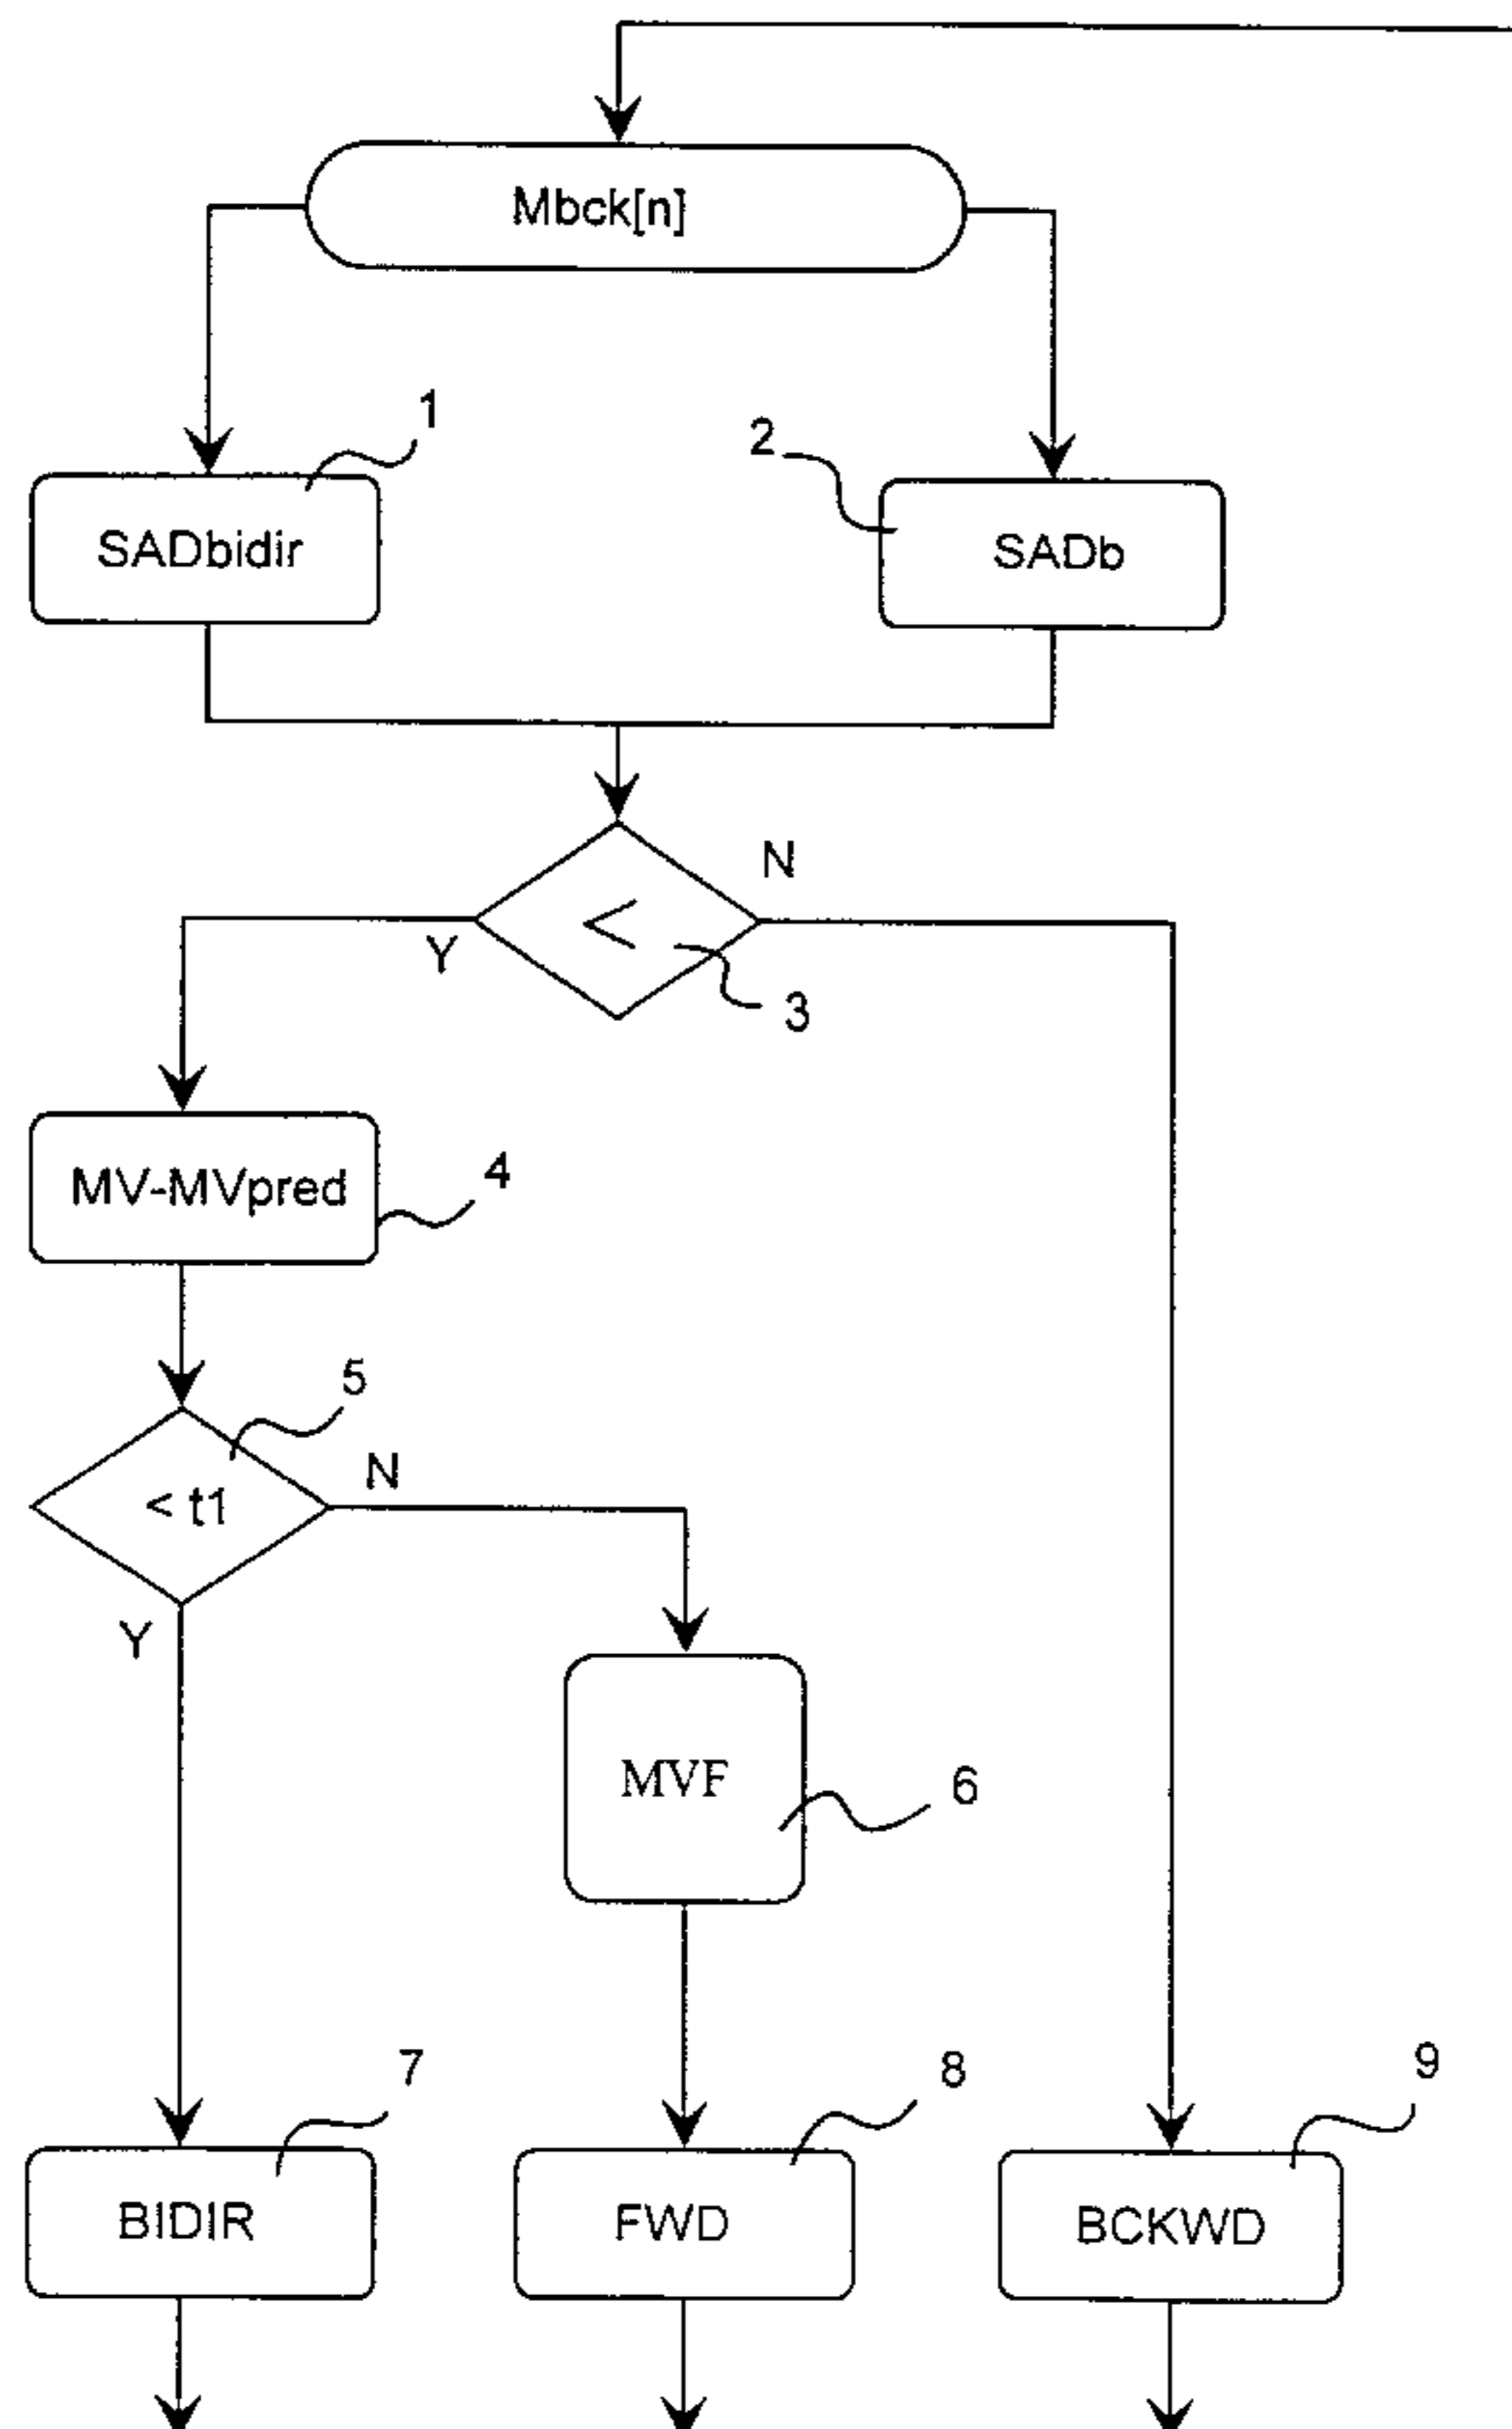 Mbck[n]
1
2
SADbidir
SADb
N
<
Y
3
MV-MVpred
4
5
N
< t1
Y
MVF
6
7
8
9
BIDIR
FWD
BCKWD